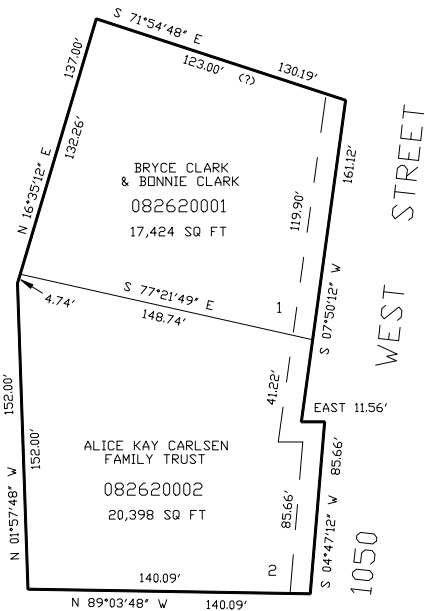 S 71°54'48" E
123.00' (?)
130.19'
137.00'
132.26'
N 16°35'12" E
BRYCE CLARK
& BONNIE CLARK
082620001
17,424 SQ FT
119.90'
161.12'
WEST STREET
S 77°21'49" E
148.74'
1
4.74'
S 07°50'12" W
41.22'
EAST 11.56'
152.00'
152.00'
N 01°57'48" W
ALICE KAY CARLSEN
FAMILY TRUST
082620002
20,398 SQ FT
85.66'
85.66'
S 04°47'12" W
1050
2
140.09'
N 89°03'48" W 140.09'